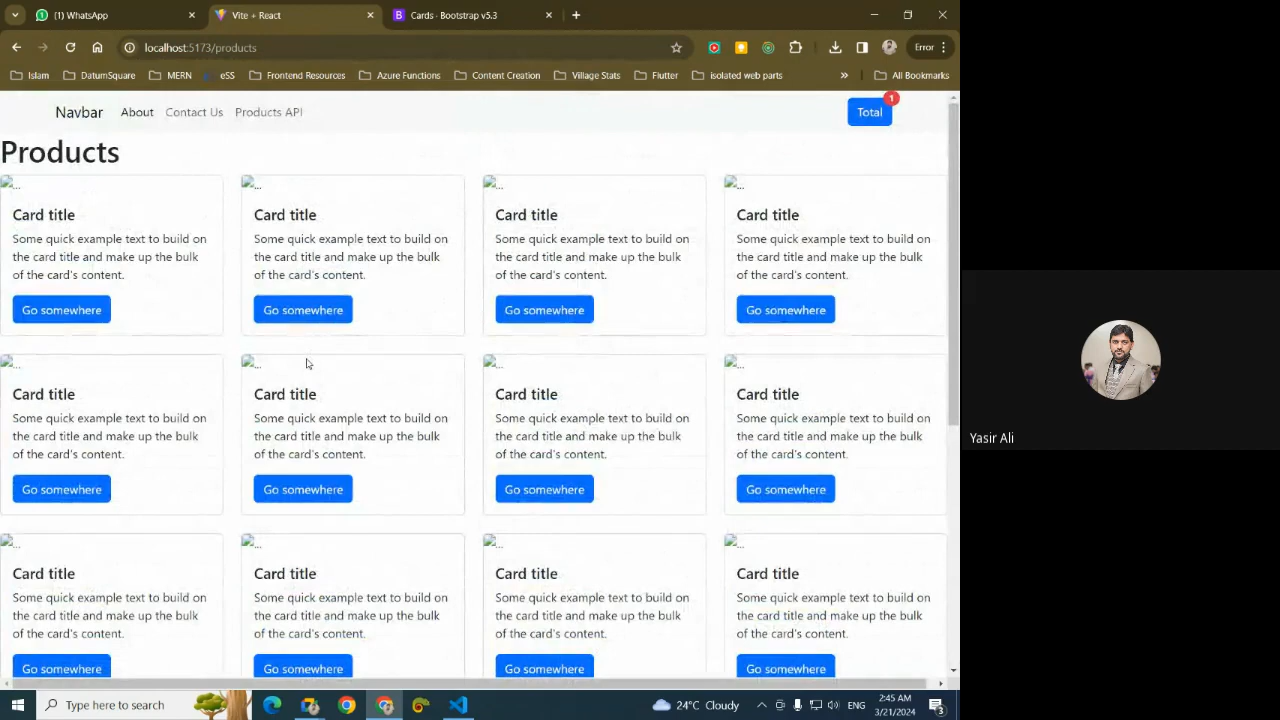 (1) WhatsApp
Vite + React
Cards · Bootstrap v5.3
localhost:5173/products
Error
Islam
DatumSquare
MERN
eSS
Frontend Resources
Azure Functions
Content Creation
Village Stats
Flutter
isolated web parts
»
All Bookmarks
Navbar
About
Contact Us
Products API
Total
1
Products
... ... ... ...
Card title Card title Card title Card title
Some quick example text to build on Some quick example text to build on Some quick example text to build on Some quick example text to build on
the card title and make up the bulk the card title and make up the bulk the card title and make up the bulk the card title and make up the bulk
of the card's content. of the card's content. of the card's content. of the card's content.
Go somewhere Go somewhere Go somewhere Go somewhere
... ... ... ...
Card title Card title Card title Card title
Some quick example text to build on Some quick example text to build on Some quick example text to build on Some quick example text to build on
the card title and make up the bulk the card title and make up the bulk the card title and make up the bulk the card title and make up the bulk
of the card's content. of the card's content. of the card's content. of the card's content.
Go somewhere Go somewhere Go somewhere Go somewhere
... ... ... ...
Card title Card title Card title Card title
Some quick example text to build on Some quick example text to build on Some quick example text to build on Some quick example text to build on
the card title and make up the bulk the card title and make up the bulk the card title and make up the bulk the card title and make up the bulk
of the card's content. of the card's content. of the card's content. of the card's content.
Go somewhere Go somewhere Go somewhere Go somewhere
Yasir Ali
Type here to search
24°C Cloudy
ENG
2:45 AM
3/21/2024
3